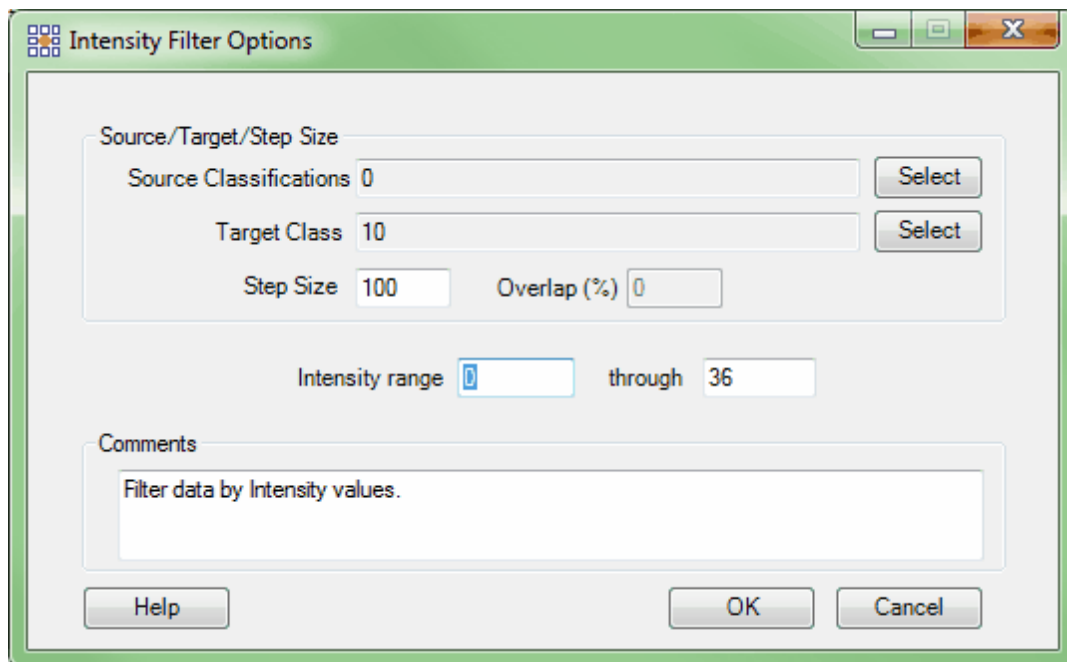 Intensity Filter Options
Source/Target/Step Size
Source Classifications 0 Select
Target Class 10 Select
Step Size 100 Overlap (%) 0
Intensity range 0 through 36
Comments
Filter data by Intensity values.
Help OK Cancel